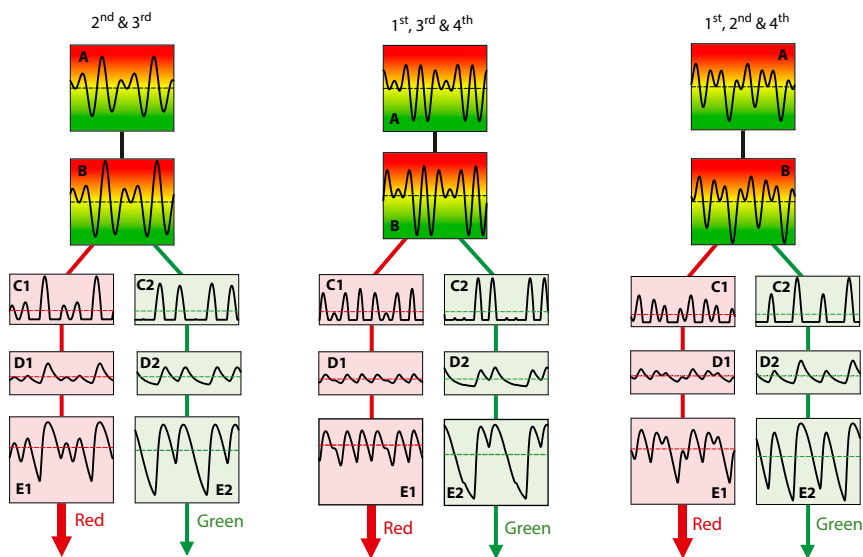 2nd & 3rd
A
B
C1
C2
D1
D2
E1
E2
Red
Green
1st, 3rd & 4th
A
B
C1
C2
D1
D2
E1
E2
Red
Green
1st, 2nd & 4th
A
B
C1
C2
D1
D2
E1
E2
Red
Green